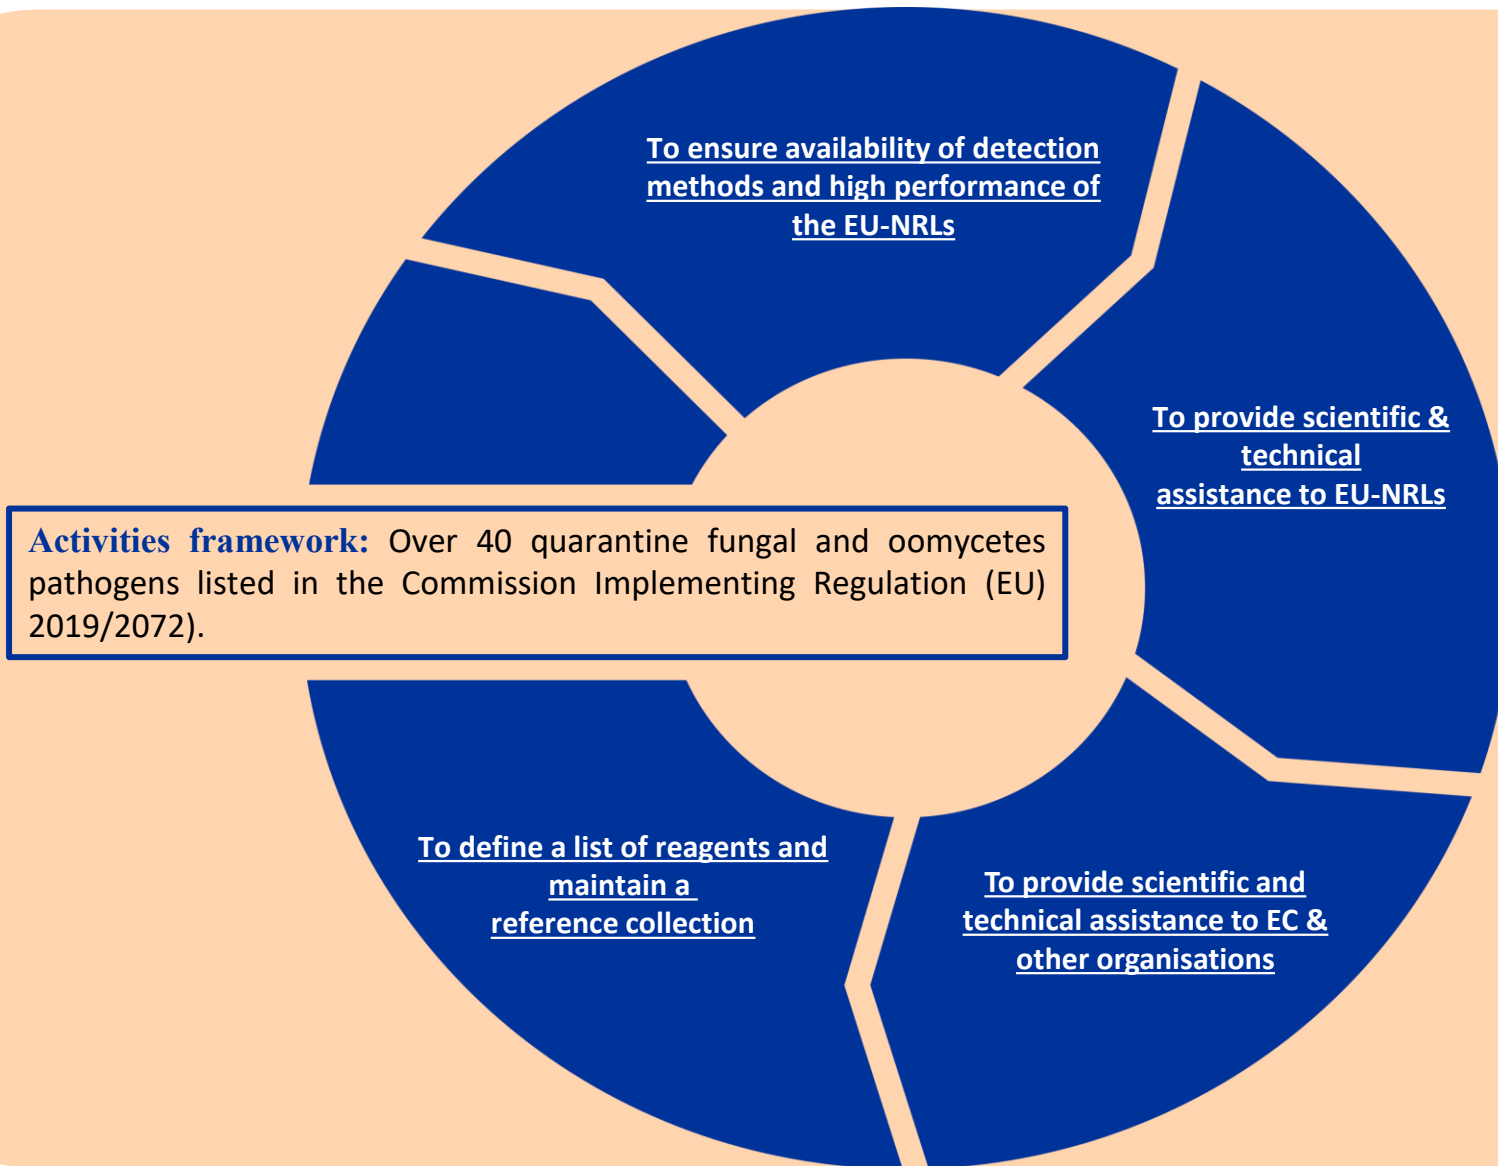 To ensure availability of detection
methods and high performance of
the EU-NRLs
To provide scientific &
technical
assistance to EU-NRLs
Activities framework: Over 40 quarantine fungal and oomycetes
pathogens listed in the Commission Implementing Regulation (EU)
2019/2072).
To define a list of reagents and
maintain a
reference collection
To provide scientific and
technical assistance to EC &
other organisations